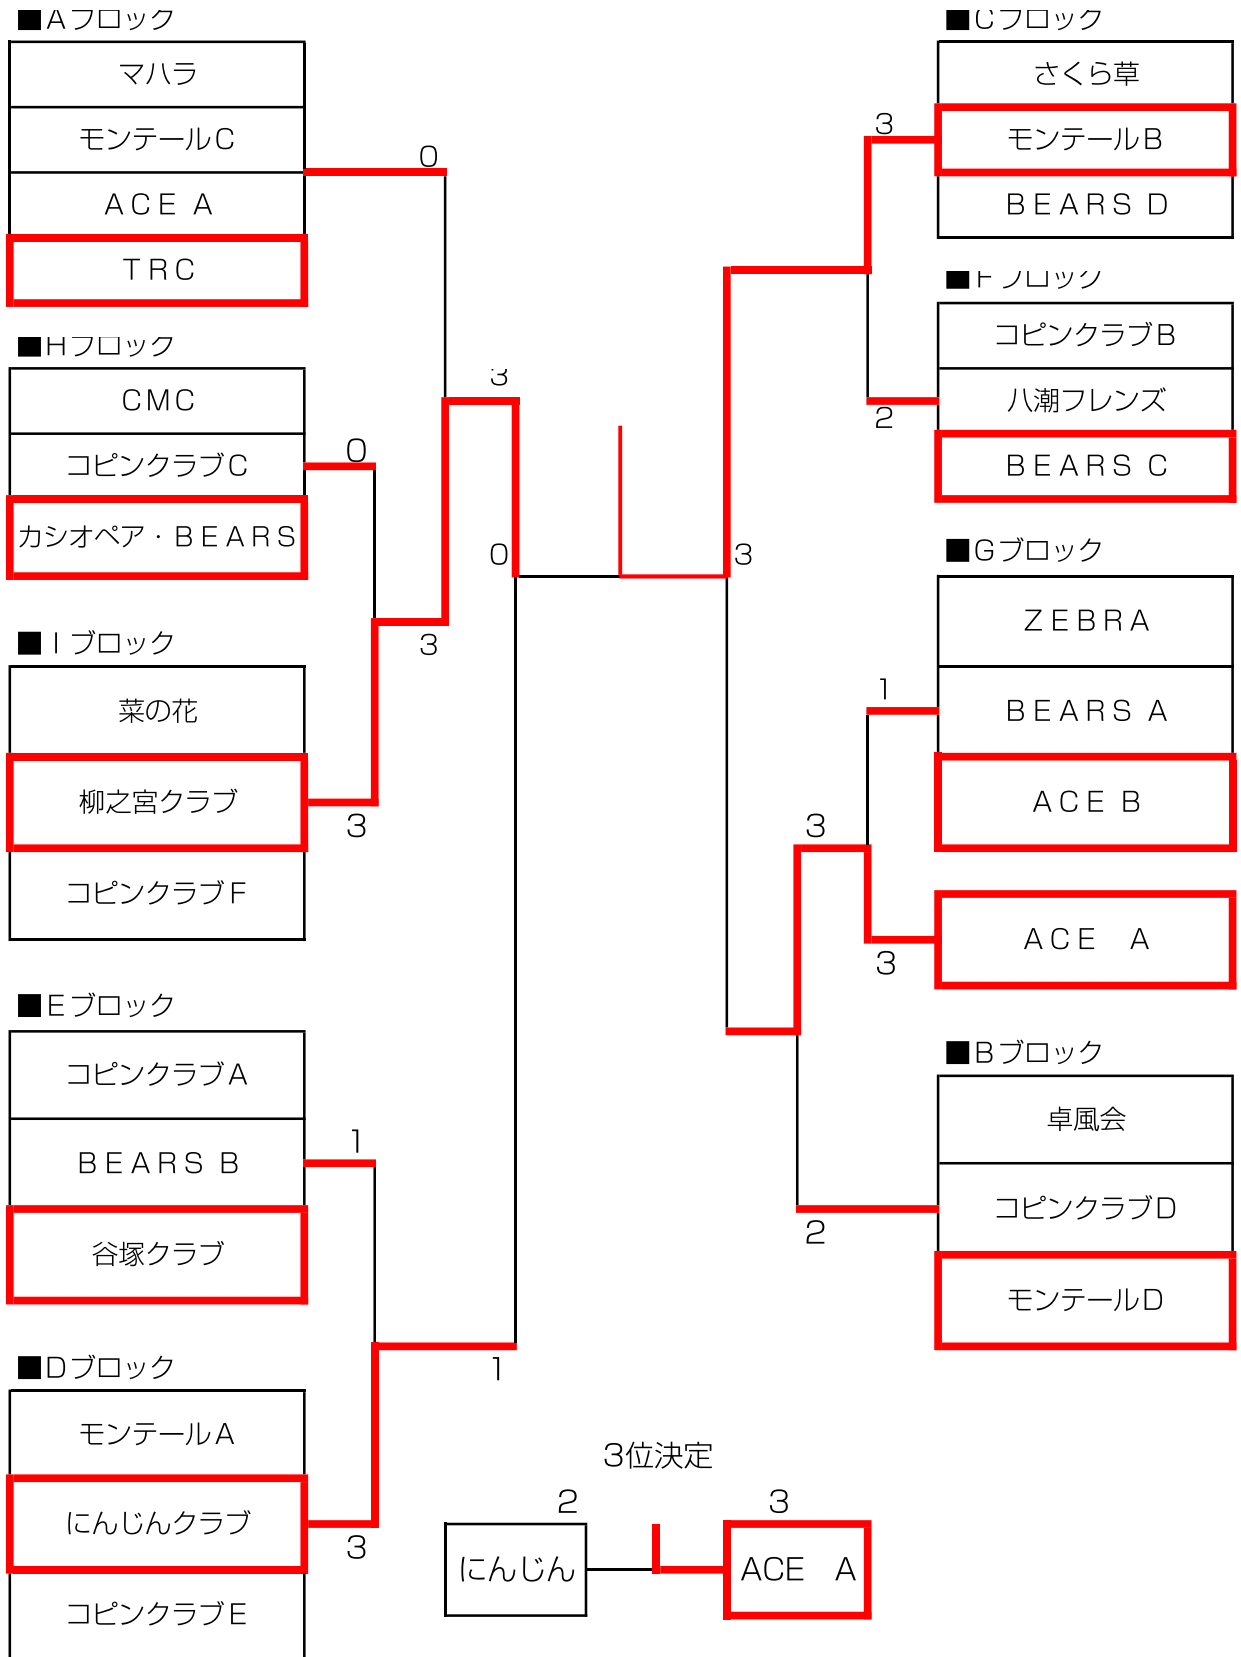 ■Aブロック
マハラ
モンテールC
ACE A
TRC
0
■Hブロック
CMC
コピンクラブC
カシオペア・BEARS
0
3
0
■Iブロック
菜の花
柳之宮クラブ
コピンクラブF
3
3
■Eブロック
コピンクラブA
BEARS B
谷塚クラブ
1
1
■Dブロック
モンテールA
にんじんクラブ
コピンクラブE
3
■Cブロック
さくら草
モンテールB
BEARS D
3
■Fブロック
コピンクラブB
八潮フレンズ
BEARS C
2
3
■Gブロック
ZEBRA
BEARS A
ACE B
1
3
ACE A
3
■Bブロック
卓風会
コピンクラブD
モンテールD
2
3位決定
2
3
にんじん
ACE A